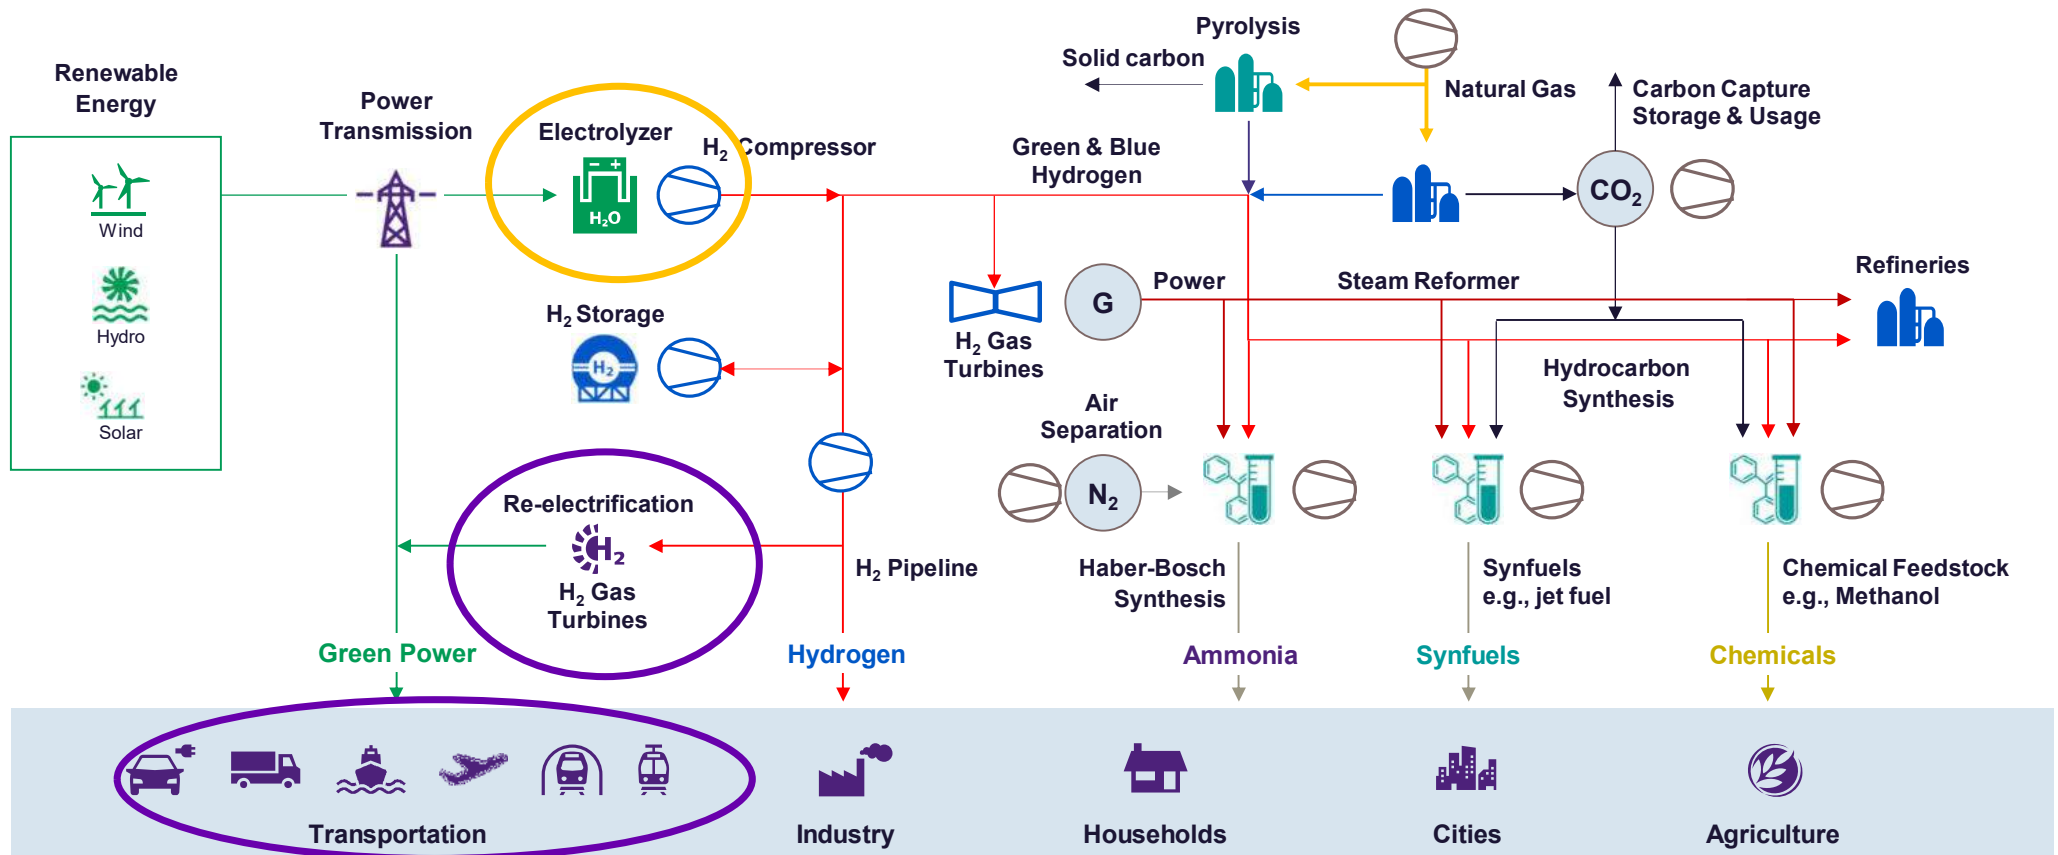 Renewable
Energy
Wind
Hydro
Solar
Power
Transmission
Electrolyzer
− +
H₂O
H₂ Compressor
H₂ Storage
H₂
Re-electrification
H₂
H₂ Gas
Turbines
H₂ Pipeline
Green Power
Hydrogen
Pyrolysis
Solid carbon
Natural Gas
Green & Blue
Hydrogen
Carbon Capture
Storage & Usage
CO₂
H₂ Gas
Turbines
G
Power
Steam Reformer
Refineries
Hydrocarbon
Synthesis
Air
Separation
N₂
Haber-Bosch
Synthesis
Synfuels
e.g., jet fuel
Chemical Feedstock
e.g., Methanol
Ammonia
Synfuels
Chemicals
Transportation
Industry
Households
Cities
Agriculture